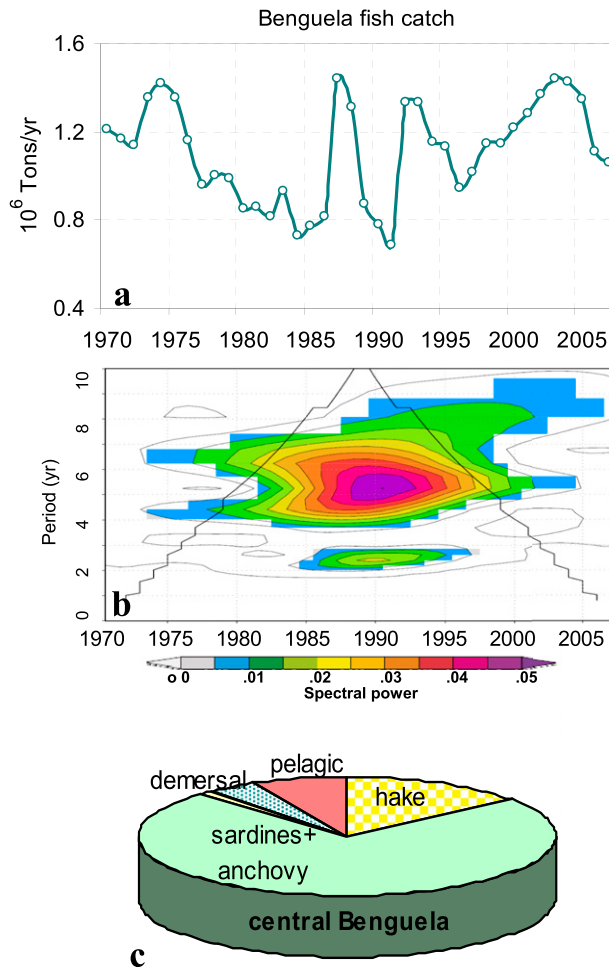 Benguela fish catch
1.6
1.2
0.8
0.4
10⁶ Tons/yr
a
1970 1975 1980 1985 1990 1995 2000 2005
10
8
6
4
2
0
Period (yr)
b
1970 1975 1980 1985 1990 1995 2000 2005
o 0 .01 .02 .03 .04 .05
Spectral power
pelagic
demersal
hake
sardines+
anchovy
central Benguela
c